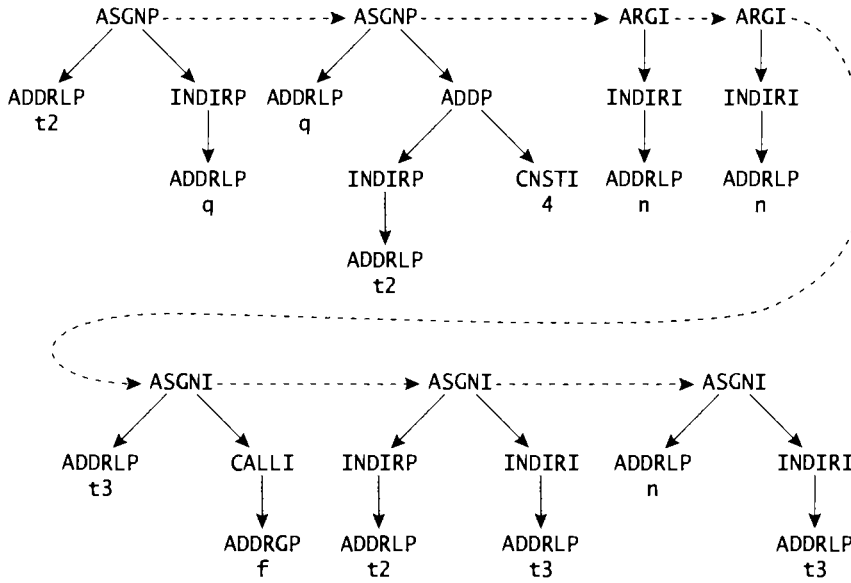 ASGNP ASGNP ARGI ARGI
ADDRLP INDIRP ADDRLP ADDP INDIRI INDIRI
t2 q
ADDRLP INDIRP CNSTI ADDRLP ADDRLP
q 4 n n
ADDRLP
t2
ASGNI ASGNI ASGNI
ADDRLP CALLI INDIRP INDIRI ADDRLP INDIRI
t3 n
ADDRGP ADDRLP ADDRLP ADDRLP
f t2 t3 t3